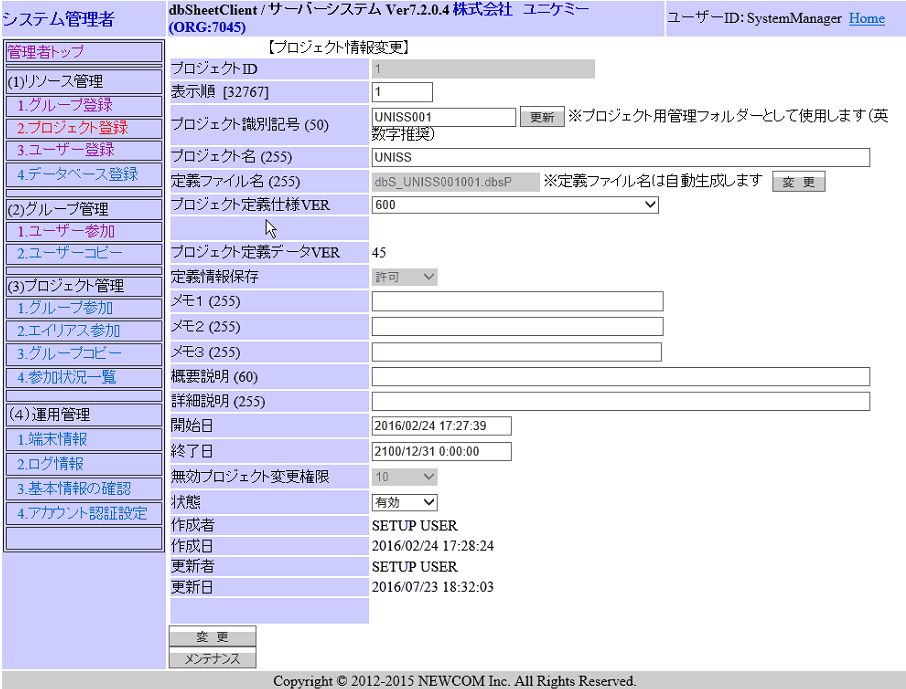 システム管理者
dbSheetClient / サーバーシステム Ver7.2.0.4 株式会社　ユニケミー
(ORG:7045)
ユーザーID：SystemManager Home
管理者トップ
(1)リソース管理
1.グループ登録
2.プロジェクト登録
3.ユーザー登録
4.データベース登録
(2)グループ管理
1.ユーザー参加
2.ユーザーコピー
(3)プロジェクト管理
1.グループ参加
2.エイリアス参加
3.グループコピー
4.参加状況一覧
(4)運用管理
1.端末情報
2.ログ情報
3.基本情報の確認
4.アカウント認証設定
【プロジェクト情報変更】
プロジェクトID 1
表示順 [32767] 1
プロジェクト識別記号 (50) UNISS001 更新 ※プロジェクト用管理フォルダーとして使用します（英
数字推奨）
プロジェクト名 (255) UNISS
定義ファイル名 (255) dbS_UNISS001001.dbsP ※定義ファイル名は自動生成します 変 更
プロジェクト定義仕様VER 600
プロジェクト定義データVER 45
定義情報保存 許可
メモ１ (255)
メモ２ (255)
メモ３ (255)
概要説明 (60)
詳細説明 (255)
開始日 2016/02/24 17:27:39
終了日 2100/12/31 0:00:00
無効プロジェクト変更権限 10
状態 有効
作成者 SETUP USER
作成日 2016/02/24 17:28:24
更新者 SETUP USER
更新日 2016/07/23 18:32:03
変 更
メンテナンス
Copyright © 2012-2015 NEWCOM Inc. All Rights Reserved.